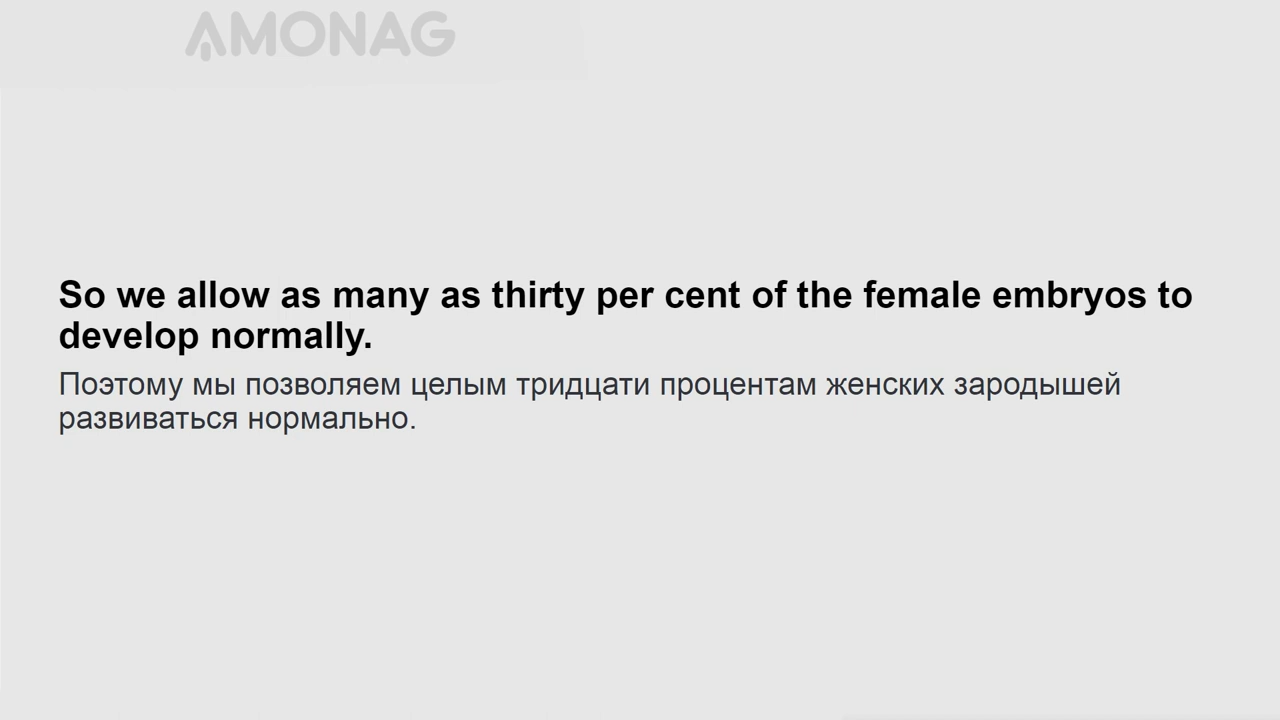 AMONAG
So we allow as many as thirty per cent of the female embryos to
develop normally.
Поэтому мы позволяем целым тридцати процентам женских зародышей
развиваться нормально.